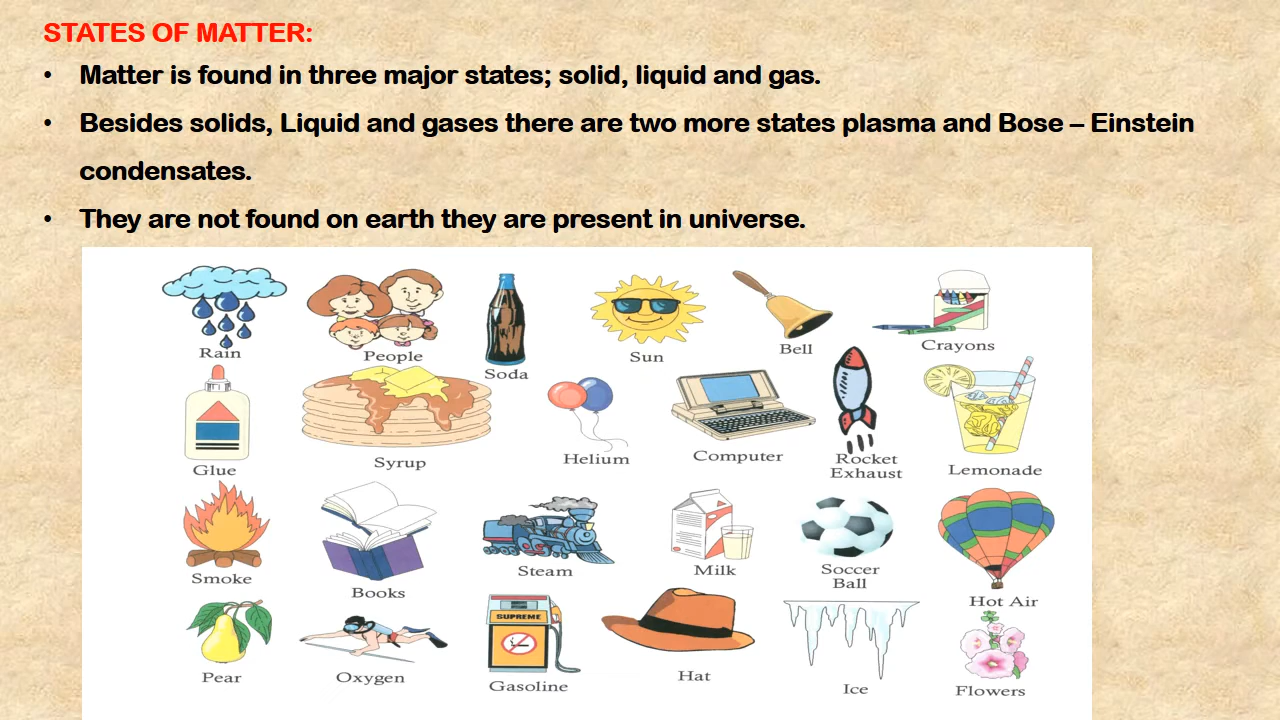 STATES OF MATTER:
• Matter is found in three major states; solid, liquid and gas.
• Besides solids, Liquid and gases there are two more states plasma and Bose – Einstein
condensates.
• They are not found on earth they are present in universe.
Rain
People
Soda
Sun
Bell
Crayons
Glue
Syrup
Helium
Computer
Rocket
Exhaust
Lemonade
Smoke
Books
Steam
Milk
Soccer
Ball
Hot Air
Pear
Oxygen
SUPREME
Gasoline
Hat
Ice
Flowers